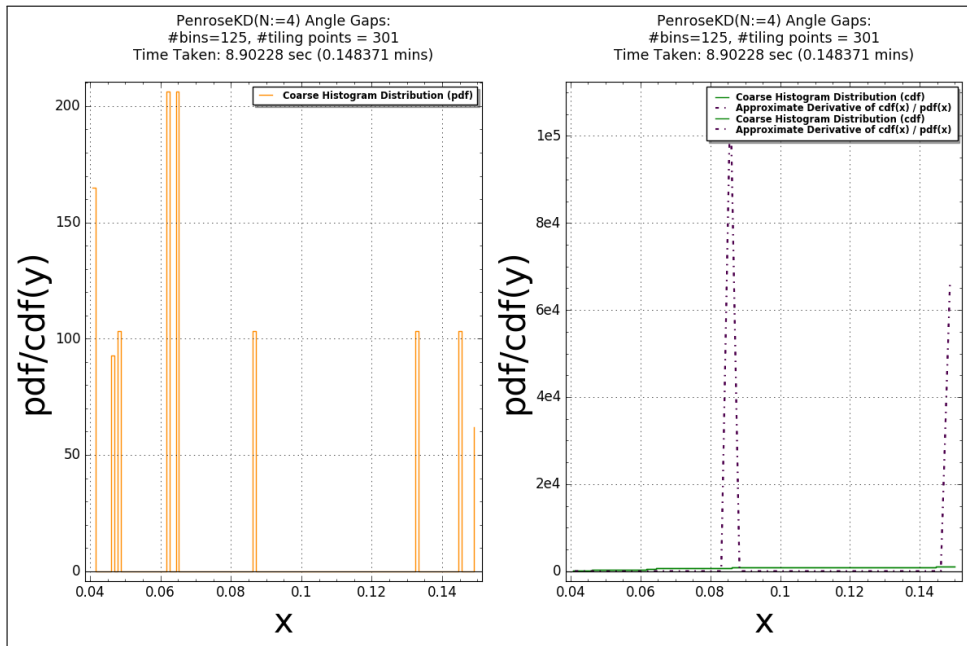 PenroseKD(N:=4) Angle Gaps:
#bins=125, #tiling points = 301
Time Taken: 8.90228 sec (0.148371 mins)
Coarse Histogram Distribution (pdf)
200
150
100
50
0
0.04
0.06
0.08
0.1
0.12
0.14
pdf/cdf(y)
x
PenroseKD(N:=4) Angle Gaps:
#bins=125, #tiling points = 301
Time Taken: 8.90228 sec (0.148371 mins)
Coarse Histogram Distribution (cdf)
Approximate Derivative of cdf(x) / pdf(x)
Coarse Histogram Distribution (cdf)
Approximate Derivative of cdf(x) / pdf(x)
1e5
8e4
6e4
4e4
2e4
0
0.04
0.06
0.08
0.1
0.12
0.14
pdf/cdf(y)
x